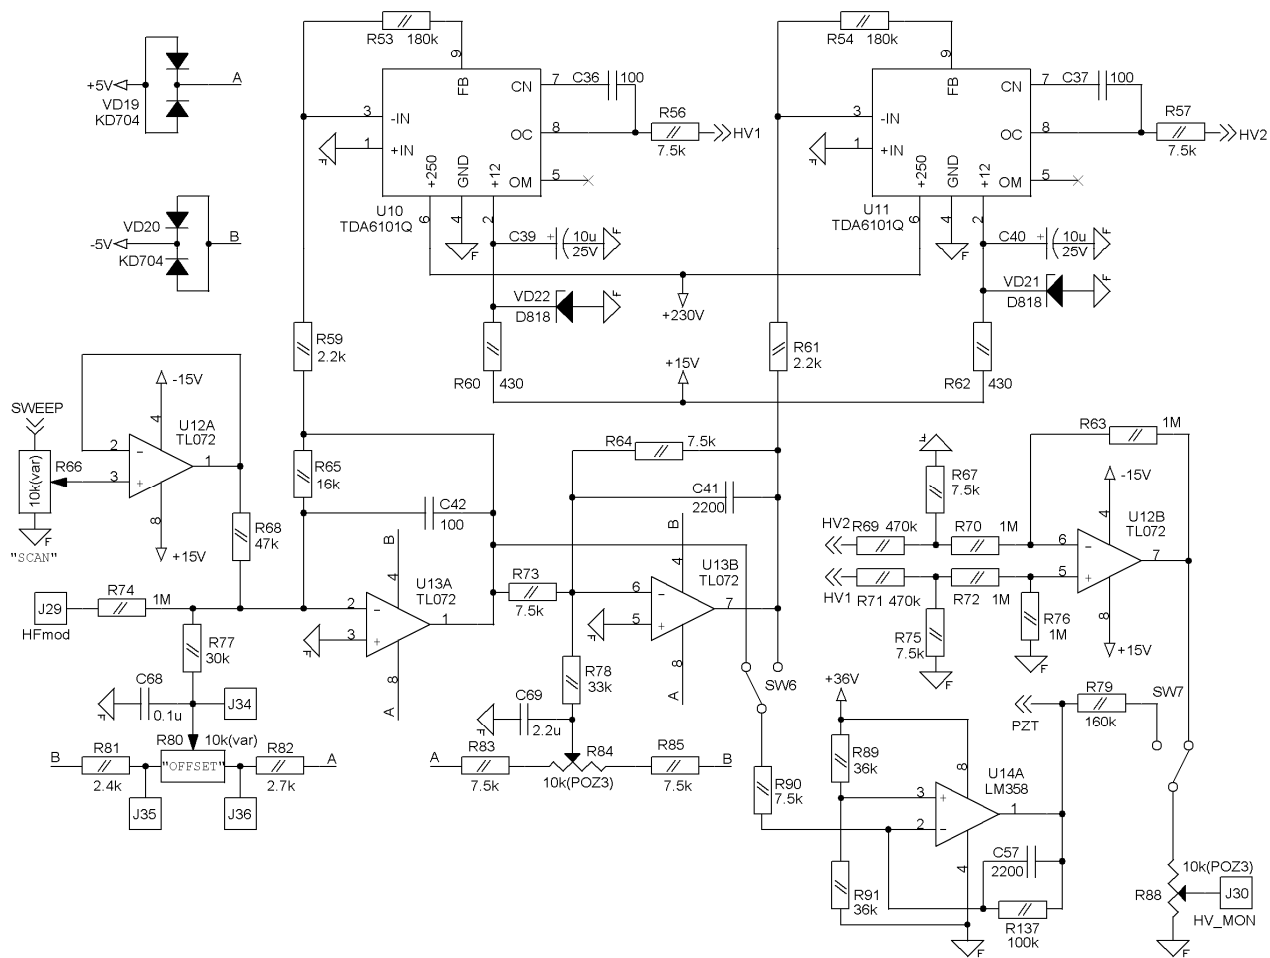 R53 180k
R54 180k
9
9
+5V
A
VD19
KD704
FB
CN
7
C36
100
3
-IN
OC
8
R56
7.5k
HV1
1
+IN
+250
GND
+12
OM
5
F
U10
TDA6101Q
6
4
2
FB
CN
7
C37
100
3
-IN
OC
8
R57
7.5k
HV2
1
+IN
+250
GND
+12
OM
5
F
U11
TDA6101Q
6
4
2
VD20
-5V
B
KD704
C39
+
10u
25V
F
F
C40
+
10u
25V
F
F
VD22
D818
F
+230V
VD21
D818
F
R59
2.2k
R60 430
+15V
R61
2.2k
R62 430
SWEEP
-15V
4
U12A
TL072
2
-
3
+
1
R66
10k(var)
8
+15V
F
"SCAN"
R68
47k
R65
16k
C42
100
R64 7.5k
C41
2200
R63 1M
F
R67
7.5k
-15V
4
U12B
TL072
HV2
R69 470k
R70 1M
6
-
7
5
+
HV1
R71 470k
R72 1M
8
R75
7.5k
R76
1M
+15V
F
F
J29
HFmod
R74
1M
B
4
U13A
TL072
2
-
1
3
+
F
8
A
R73
7.5k
B
4
U13B
TL072
6
-
7
5
+
F
8
A
R77
30k
R78
33k
SW6
F
C68
0.1u
J34
R80 10k(var)
B
R81
2.4k
"OFFSET"
R82
2.7k
A
J35
J36
F
C69
2.2u
A
R83
7.5k
R84
10k(POZ3)
R85
7.5k
B
+36V
PZT
R79
160k
SW7
R89
36k
R90
7.5k
8
U14A
LM358
3
+
1
2
-
4
C57
2200
R91
36k
R137
100k
F
10k(POZ3)
R88
J30
HV_MON
F